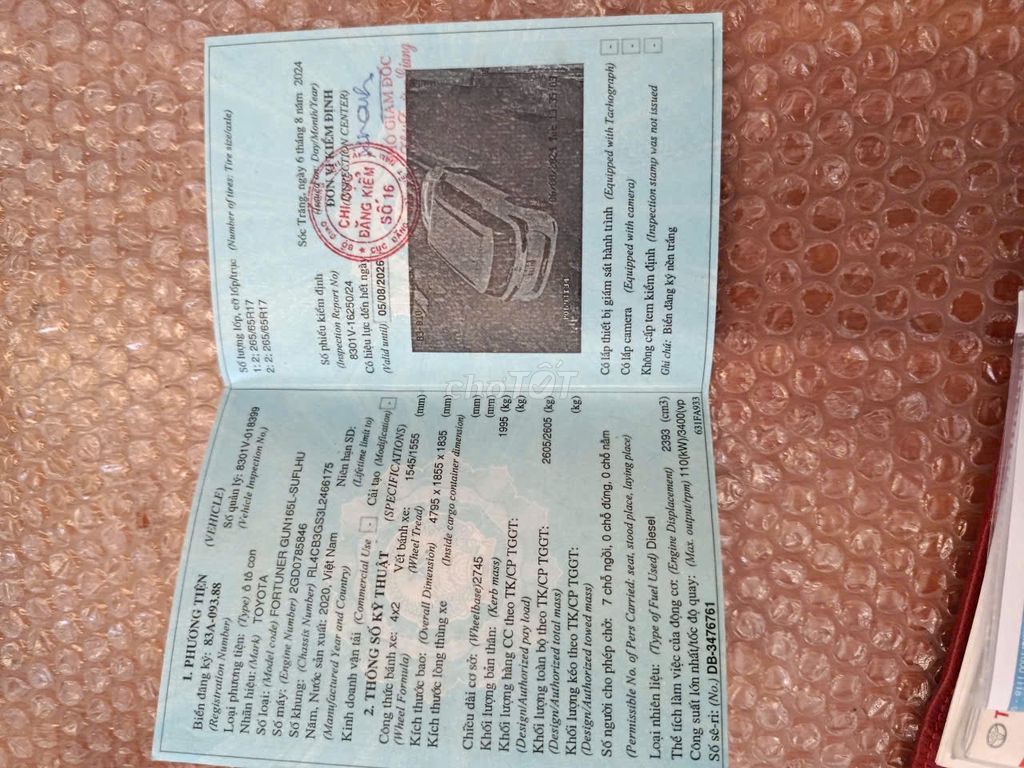 1. PHƯƠNG TIỆN (VEHICLE)
Biển đăng ký: 83A-093.88 Số quản lý: 8301V-018399
(Registration Number) (Vehicle Inspection No.)
Loại phương tiện: (Type) ô tô con
Nhãn hiệu: (Mark) TOYOTA
Số loại: (Model code) FORTUNER GUN165L-SUFLHU
Số máy: (Engine Number) 2GD0785846
Số khung: (Chassis Number) RL4CB3GS3L2466175
Năm, Nước sản xuất: 2020, Việt Nam Niên hạn SD:
(Manufactured Year and Country) (Lifetime limit to)
Kinh doanh vận tải (Commercial Use) - Cải tạo (Modification) -
2. THÔNG SỐ KỸ THUẬT (SPECIFICATIONS)
Công thức bánh xe: 4x2 Vết bánh xe: 1545/1555 (mm)
(Wheel Formula) (Wheel Tread)
Kích thước bao: (Overall Dimension) 4795 x 1855 x 1835 (mm)
Kích thước lòng thùng xe (Inside cargo container dimension)
(mm)
Chiều dài cơ sở: (Wheelbase) 2745 (mm)
Khối lượng bản thân: (Kerb mass) 1995 (kg)
Khối lượng hàng CC theo TK/CP TGGT: (kg)
(Design/Authorized pay load)
Khối lượng toàn bộ theo TK/CP TGGT: 2605/2605 (kg)
(Design/Authorized total mass)
Khối lượng kéo theo TK/CP TGGT: (kg)
(Design/Authorized towed mass)
Số người cho phép chở: 7 chỗ ngồi, 0 chỗ đứng, 0 chỗ nằm
(Permissible No. of Pers Carried: seat, stood place, laying place)
Loại nhiên liệu: (Type of Fuel Used) Diesel
Thể tích làm việc của động cơ: (Engine Displacement) 2393 (cm3)
Công suất lớn nhất/tốc độ quay: (Max. output/rpm) 110(kW)/3400(vp
Số sê-ri: (No.) DB-3476761 631FA933
Số lượng lốp, cỡ lốp/trục (Number of tires: Tire size/axle)
1: 2; 265/65R17
2: 2; 265/65R17
Sóc Trăng, ngày 6 tháng 8 năm 2024
(Issued on: Day/Month/Year)
Số phiếu kiểm định ĐƠN VỊ KIỂM ĐỊNH
(Inspection Report No) (INSPECTION CENTER)
8301V-16250/24
Có hiệu lực đến hết ngày
(Valid until) 05/08/2026
CHI
ĐĂNG KIỂM
SỐ 16
GIÁM ĐỐC
Giang
Có lắp thiết bị giám sát hành trình (Equipped with Tachograph) -
Có lắp camera (Equipped with camera) -
Không cấp tem kiểm định (Inspection stamp was not issued -
Ghi chú: Biển đăng ký nền trắng
chợTỐT